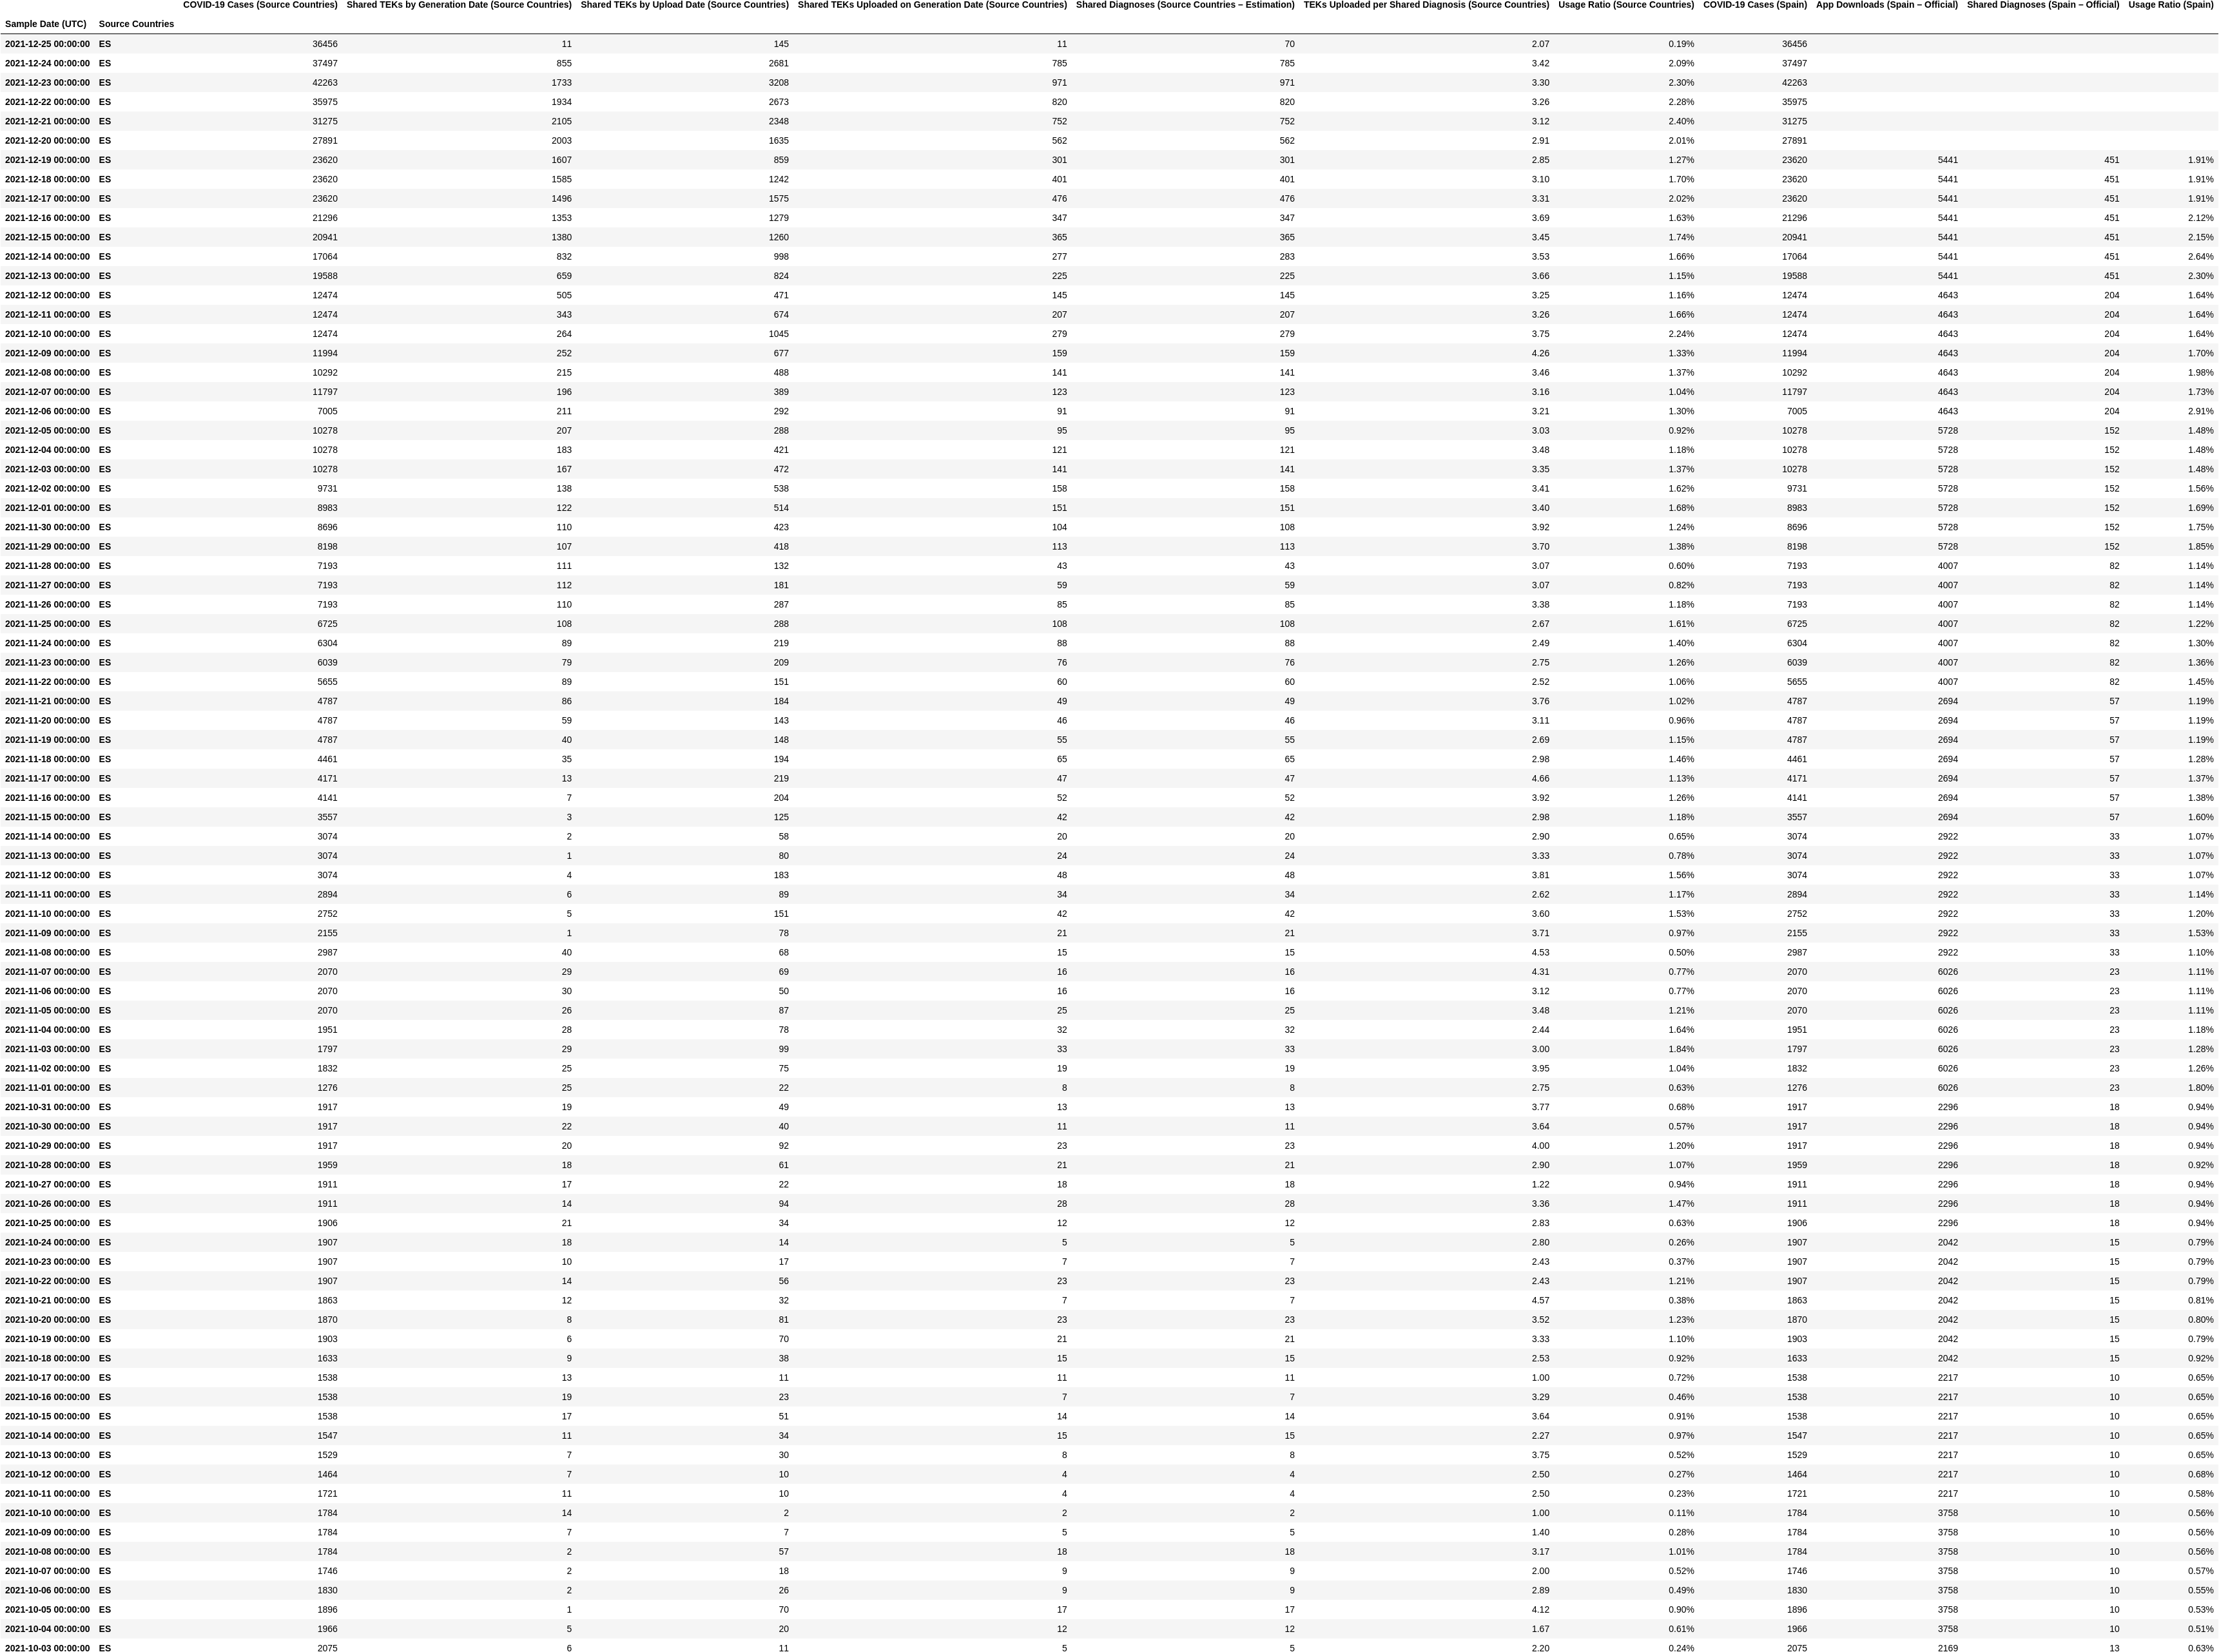 COVID-19 Cases (Source Countries) Shared TEKs by Generation Date (Source Countries) Shared TEKs by Upload Date (Source Countries) Shared TEKs Uploaded on Generation Date (Source Countries) Shared Diagnoses (Source Countries – Estimation) TEKs Uploaded per Shared Diagnosis (Source Countries) Usage Ratio (Source Countries) COVID-19 Cases (Spain) App Downloads (Spain – Official) Shared Diagnoses (Spain – Official) Usage Ratio (Spain)
Sample Date (UTC) Source Countries
2021-12-25 00:00:00 ES 36456 11 145 11 70 2.07 0.19% 36456
2021-12-24 00:00:00 ES 37497 855 2681 785 785 3.42 2.09% 37497
2021-12-23 00:00:00 ES 42263 1733 3208 971 971 3.30 2.30% 42263
2021-12-22 00:00:00 ES 35975 1934 2673 820 820 3.26 2.28% 35975
2021-12-21 00:00:00 ES 31275 2105 2348 752 752 3.12 2.40% 31275
2021-12-20 00:00:00 ES 27891 2003 1635 562 562 2.91 2.01% 27891
2021-12-19 00:00:00 ES 23620 1607 859 301 301 2.85 1.27% 23620 5441 451 1.91%
2021-12-18 00:00:00 ES 23620 1585 1242 401 401 3.10 1.70% 23620 5441 451 1.91%
2021-12-17 00:00:00 ES 23620 1496 1575 476 476 3.31 2.02% 23620 5441 451 1.91%
2021-12-16 00:00:00 ES 21296 1353 1279 347 347 3.69 1.63% 21296 5441 451 2.12%
2021-12-15 00:00:00 ES 20941 1380 1260 365 365 3.45 1.74% 20941 5441 451 2.15%
2021-12-14 00:00:00 ES 17064 832 998 277 283 3.53 1.66% 17064 5441 451 2.64%
2021-12-13 00:00:00 ES 19588 659 824 225 225 3.66 1.15% 19588 5441 451 2.30%
2021-12-12 00:00:00 ES 12474 505 471 145 145 3.25 1.16% 12474 4643 204 1.64%
2021-12-11 00:00:00 ES 12474 343 674 207 207 3.26 1.66% 12474 4643 204 1.64%
2021-12-10 00:00:00 ES 12474 264 1045 279 279 3.75 2.24% 12474 4643 204 1.64%
2021-12-09 00:00:00 ES 11994 252 677 159 159 4.26 1.33% 11994 4643 204 1.70%
2021-12-08 00:00:00 ES 10292 215 488 141 141 3.46 1.37% 10292 4643 204 1.98%
2021-12-07 00:00:00 ES 11797 196 389 123 123 3.16 1.04% 11797 4643 204 1.73%
2021-12-06 00:00:00 ES 7005 211 292 91 91 3.21 1.30% 7005 4643 204 2.91%
2021-12-05 00:00:00 ES 10278 207 288 95 95 3.03 0.92% 10278 5728 152 1.48%
2021-12-04 00:00:00 ES 10278 183 421 121 121 3.48 1.18% 10278 5728 152 1.48%
2021-12-03 00:00:00 ES 10278 167 472 141 141 3.35 1.37% 10278 5728 152 1.48%
2021-12-02 00:00:00 ES 9731 138 538 158 158 3.41 1.62% 9731 5728 152 1.56%
2021-12-01 00:00:00 ES 8983 122 514 151 151 3.40 1.68% 8983 5728 152 1.69%
2021-11-30 00:00:00 ES 8696 110 423 104 108 3.92 1.24% 8696 5728 152 1.75%
2021-11-29 00:00:00 ES 8198 107 418 113 113 3.70 1.38% 8198 5728 152 1.85%
2021-11-28 00:00:00 ES 7193 111 132 43 43 3.07 0.60% 7193 4007 82 1.14%
2021-11-27 00:00:00 ES 7193 112 181 59 59 3.07 0.82% 7193 4007 82 1.14%
2021-11-26 00:00:00 ES 7193 110 287 85 85 3.38 1.18% 7193 4007 82 1.14%
2021-11-25 00:00:00 ES 6725 108 288 108 108 2.67 1.61% 6725 4007 82 1.22%
2021-11-24 00:00:00 ES 6304 89 219 88 88 2.49 1.40% 6304 4007 82 1.30%
2021-11-23 00:00:00 ES 6039 79 209 76 76 2.75 1.26% 6039 4007 82 1.36%
2021-11-22 00:00:00 ES 5655 89 151 60 60 2.52 1.06% 5655 4007 82 1.45%
2021-11-21 00:00:00 ES 4787 86 184 49 49 3.76 1.02% 4787 2694 57 1.19%
2021-11-20 00:00:00 ES 4787 59 143 46 46 3.11 0.96% 4787 2694 57 1.19%
2021-11-19 00:00:00 ES 4787 40 148 55 55 2.69 1.15% 4787 2694 57 1.19%
2021-11-18 00:00:00 ES 4461 35 194 65 65 2.98 1.46% 4461 2694 57 1.28%
2021-11-17 00:00:00 ES 4171 13 219 47 47 4.66 1.13% 4171 2694 57 1.37%
2021-11-16 00:00:00 ES 4141 7 204 52 52 3.92 1.26% 4141 2694 57 1.38%
2021-11-15 00:00:00 ES 3557 3 125 42 42 2.98 1.18% 3557 2694 57 1.60%
2021-11-14 00:00:00 ES 3074 2 58 20 20 2.90 0.65% 3074 2922 33 1.07%
2021-11-13 00:00:00 ES 3074 1 80 24 24 3.33 0.78% 3074 2922 33 1.07%
2021-11-12 00:00:00 ES 3074 4 183 48 48 3.81 1.56% 3074 2922 33 1.07%
2021-11-11 00:00:00 ES 2894 6 89 34 34 2.62 1.17% 2894 2922 33 1.14%
2021-11-10 00:00:00 ES 2752 5 151 42 42 3.60 1.53% 2752 2922 33 1.20%
2021-11-09 00:00:00 ES 2155 1 78 21 21 3.71 0.97% 2155 2922 33 1.53%
2021-11-08 00:00:00 ES 2987 40 68 15 15 4.53 0.50% 2987 2922 33 1.10%
2021-11-07 00:00:00 ES 2070 29 69 16 16 4.31 0.77% 2070 6026 23 1.11%
2021-11-06 00:00:00 ES 2070 30 50 16 16 3.12 0.77% 2070 6026 23 1.11%
2021-11-05 00:00:00 ES 2070 26 87 25 25 3.48 1.21% 2070 6026 23 1.11%
2021-11-04 00:00:00 ES 1951 28 78 32 32 2.44 1.64% 1951 6026 23 1.18%
2021-11-03 00:00:00 ES 1797 29 99 33 33 3.00 1.84% 1797 6026 23 1.28%
2021-11-02 00:00:00 ES 1832 25 75 19 19 3.95 1.04% 1832 6026 23 1.26%
2021-11-01 00:00:00 ES 1276 25 22 8 8 2.75 0.63% 1276 6026 23 1.80%
2021-10-31 00:00:00 ES 1917 19 49 13 13 3.77 0.68% 1917 2296 18 0.94%
2021-10-30 00:00:00 ES 1917 22 40 11 11 3.64 0.57% 1917 2296 18 0.94%
2021-10-29 00:00:00 ES 1917 20 92 23 23 4.00 1.20% 1917 2296 18 0.94%
2021-10-28 00:00:00 ES 1959 18 61 21 21 2.90 1.07% 1959 2296 18 0.92%
2021-10-27 00:00:00 ES 1911 17 22 18 18 1.22 0.94% 1911 2296 18 0.94%
2021-10-26 00:00:00 ES 1911 14 94 28 28 3.36 1.47% 1911 2296 18 0.94%
2021-10-25 00:00:00 ES 1906 21 34 12 12 2.83 0.63% 1906 2296 18 0.94%
2021-10-24 00:00:00 ES 1907 18 14 5 5 2.80 0.26% 1907 2042 15 0.79%
2021-10-23 00:00:00 ES 1907 10 17 7 7 2.43 0.37% 1907 2042 15 0.79%
2021-10-22 00:00:00 ES 1907 14 56 23 23 2.43 1.21% 1907 2042 15 0.79%
2021-10-21 00:00:00 ES 1863 12 32 7 7 4.57 0.38% 1863 2042 15 0.81%
2021-10-20 00:00:00 ES 1870 8 81 23 23 3.52 1.23% 1870 2042 15 0.80%
2021-10-19 00:00:00 ES 1903 6 70 21 21 3.33 1.10% 1903 2042 15 0.79%
2021-10-18 00:00:00 ES 1633 9 38 15 15 2.53 0.92% 1633 2042 15 0.92%
2021-10-17 00:00:00 ES 1538 13 11 11 11 1.00 0.72% 1538 2217 10 0.65%
2021-10-16 00:00:00 ES 1538 19 23 7 7 3.29 0.46% 1538 2217 10 0.65%
2021-10-15 00:00:00 ES 1538 17 51 14 14 3.64 0.91% 1538 2217 10 0.65%
2021-10-14 00:00:00 ES 1547 11 34 15 15 2.27 0.97% 1547 2217 10 0.65%
2021-10-13 00:00:00 ES 1529 7 30 8 8 3.75 0.52% 1529 2217 10 0.65%
2021-10-12 00:00:00 ES 1464 7 10 4 4 2.50 0.27% 1464 2217 10 0.68%
2021-10-11 00:00:00 ES 1721 11 10 4 4 2.50 0.23% 1721 2217 10 0.58%
2021-10-10 00:00:00 ES 1784 14 2 2 2 1.00 0.11% 1784 3758 10 0.56%
2021-10-09 00:00:00 ES 1784 7 7 5 5 1.40 0.28% 1784 3758 10 0.56%
2021-10-08 00:00:00 ES 1784 2 57 18 18 3.17 1.01% 1784 3758 10 0.56%
2021-10-07 00:00:00 ES 1746 2 18 9 9 2.00 0.52% 1746 3758 10 0.57%
2021-10-06 00:00:00 ES 1830 2 26 9 9 2.89 0.49% 1830 3758 10 0.55%
2021-10-05 00:00:00 ES 1896 1 70 17 17 4.12 0.90% 1896 3758 10 0.53%
2021-10-04 00:00:00 ES 1966 5 20 12 12 1.67 0.61% 1966 3758 10 0.51%
2021-10-03 00:00:00 ES 2075 6 11 5 5 2.20 0.24% 2075 2169 13 0.63%